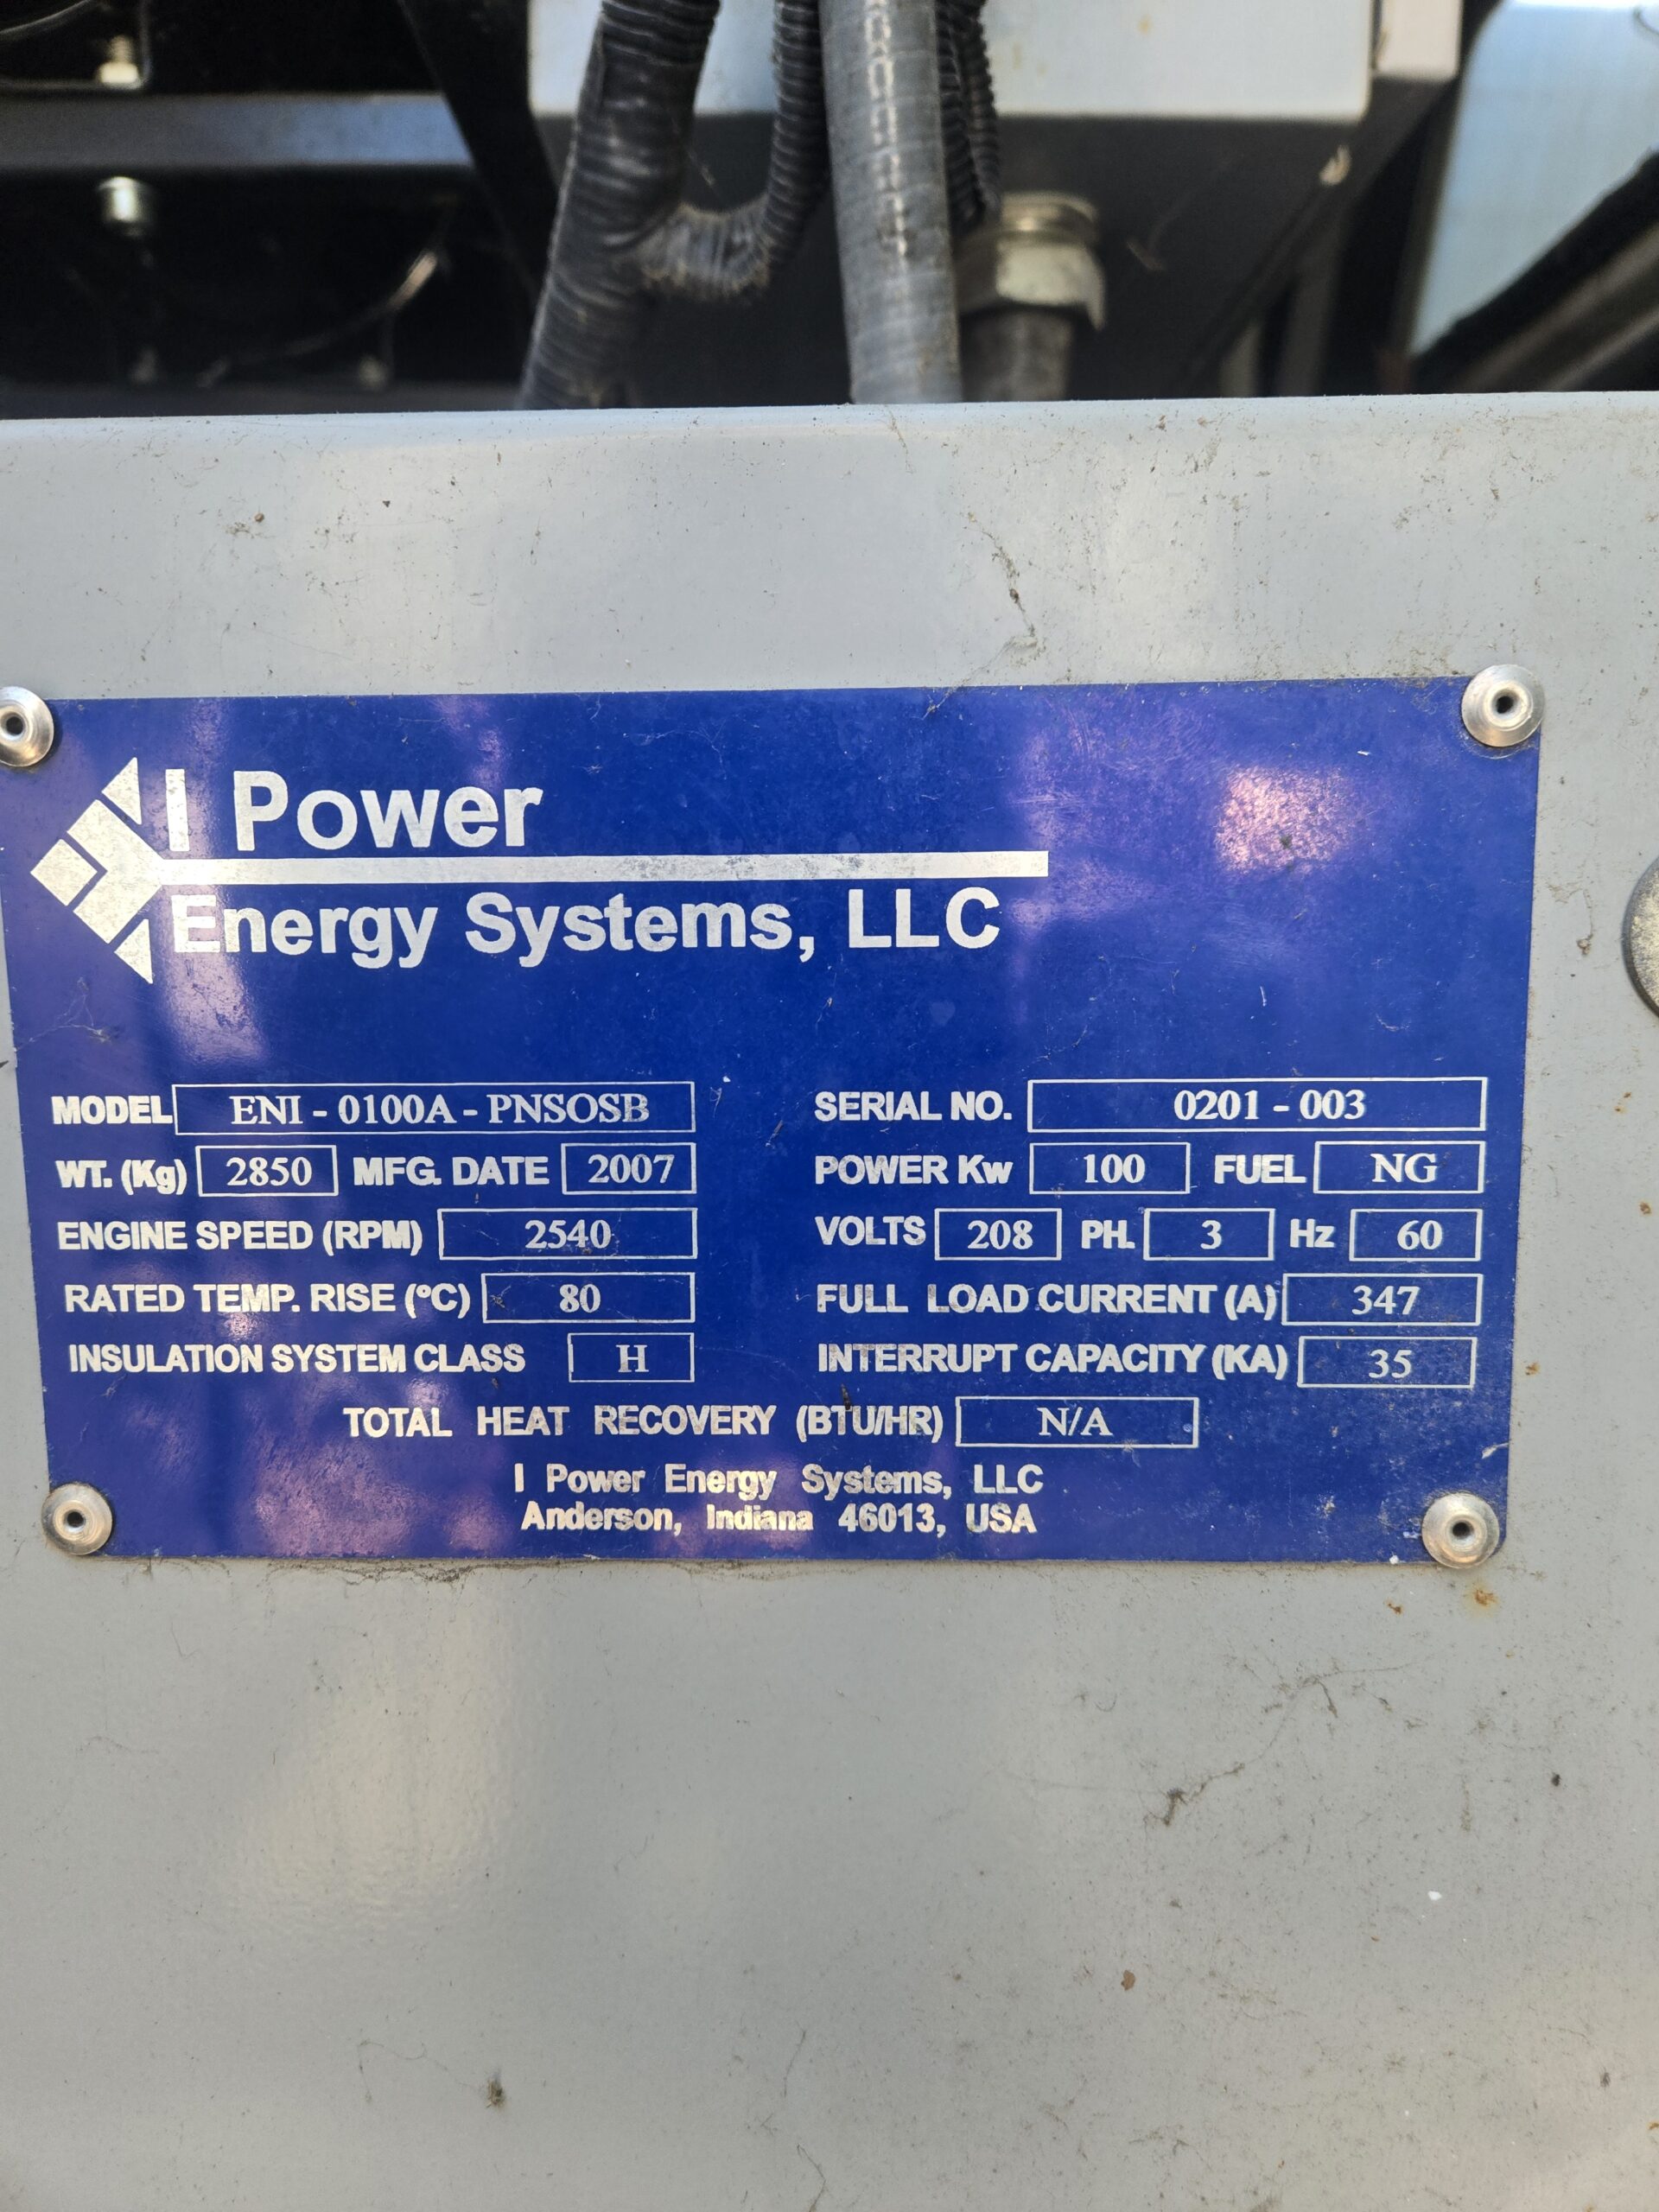 I Power
Energy Systems, LLC
MODEL ENI - 0100A - PNSOSB SERIAL NO. 0201 - 003
WT. (Kg) 2850 MFG. DATE 2007 POWER Kw 100 FUEL NG
ENGINE SPEED (RPM) 2540 VOLTS 208 PH. 3 Hz 60
RATED TEMP. RISE (°C) 80 FULL LOAD CURRENT (A) 347
INSULATION SYSTEM CLASS H INTERRUPT CAPACITY (KA) 35
TOTAL HEAT RECOVERY (BTU/HR) N/A
I Power Energy Systems, LLC
Anderson, Indiana 46013, USA